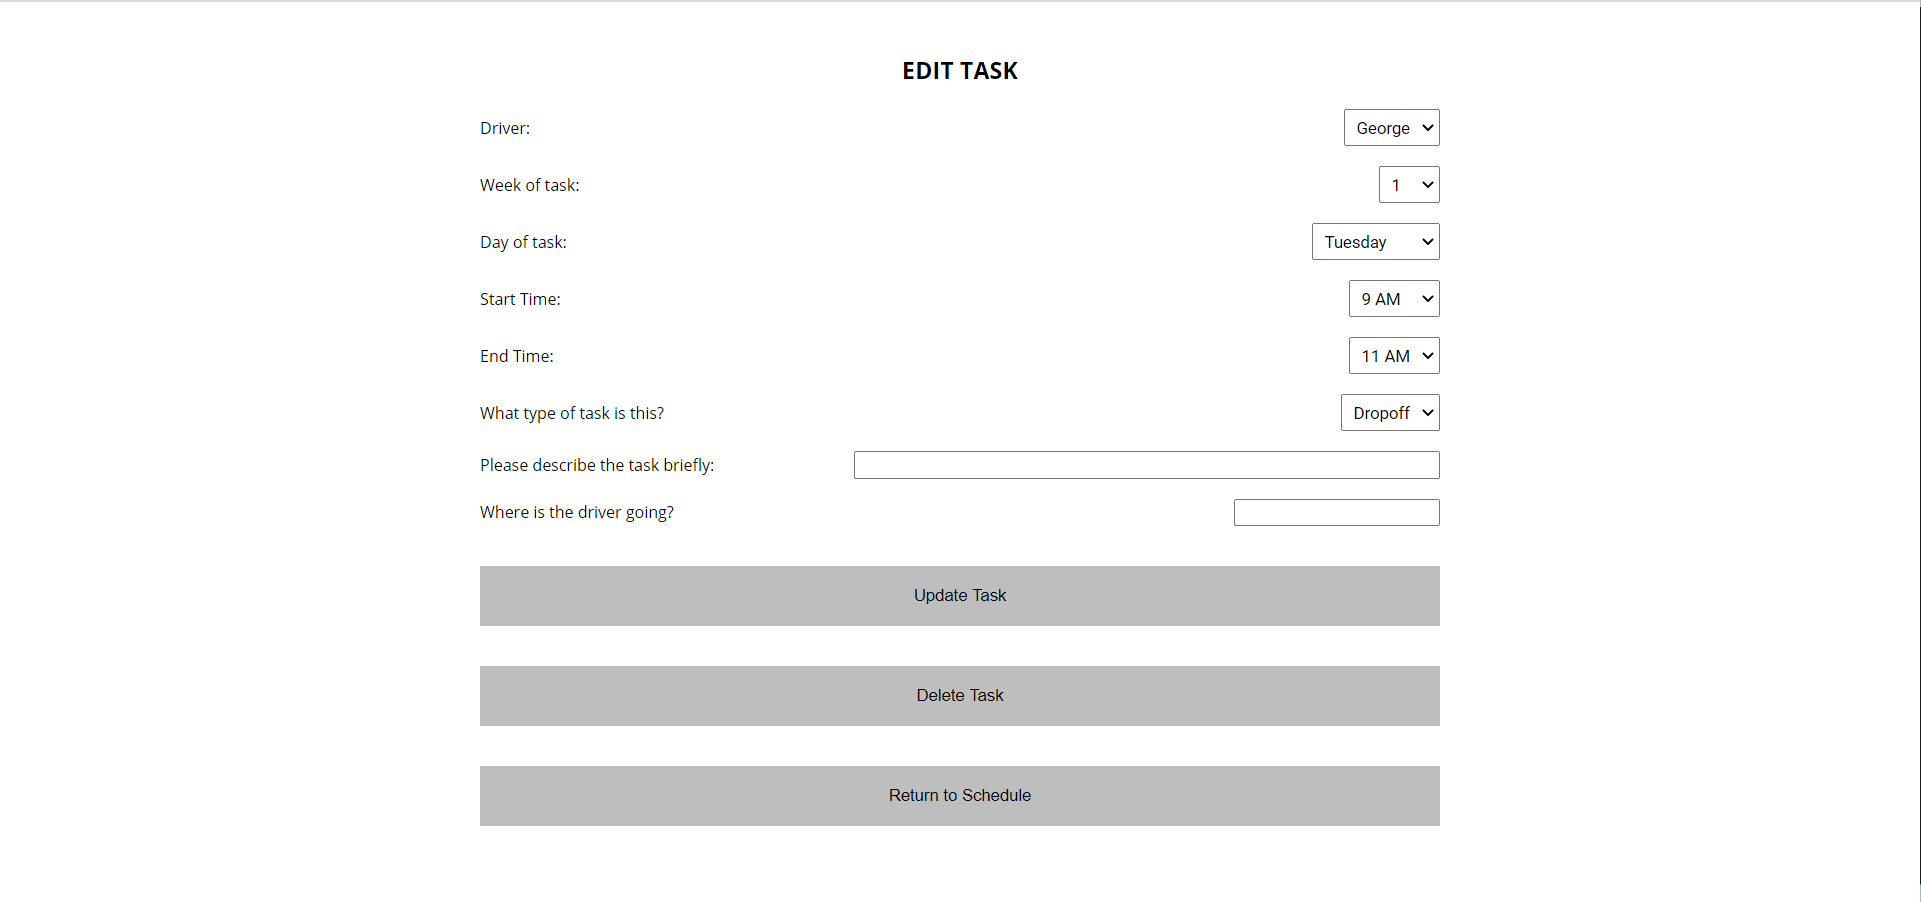 EDIT TASK
Driver: George
Week of task: 1
Day of task: Tuesday
Start Time: 9 AM
End Time: 11 AM
What type of task is this? Dropoff
Please describe the task briefly:
Where is the driver going?
Update Task
Delete Task
Return to Schedule